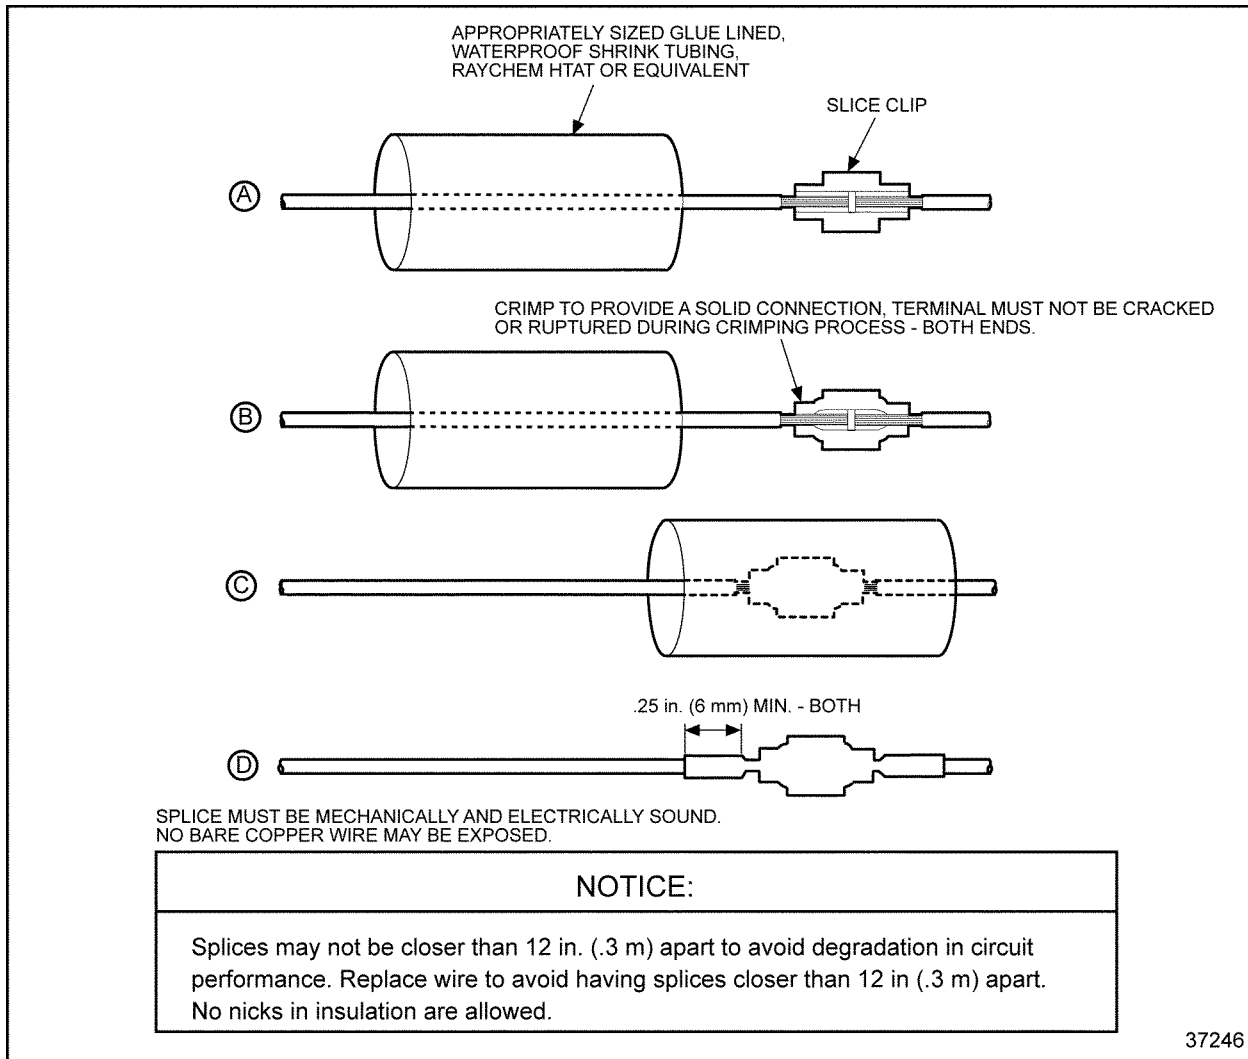 APPROPRIATELY SIZED GLUE LINED,
WATERPROOF SHRINK TUBING,
RAYCHEM HTAT OR EQUIVALENT
SLICE CLIP
A
CRIMP TO PROVIDE A SOLID CONNECTION, TERMINAL MUST NOT BE CRACKED
OR RUPTURED DURING CRIMPING PROCESS - BOTH ENDS.
B
C
.25 in. (6 mm) MIN. - BOTH
D
SPLICE MUST BE MECHANICALLY AND ELECTRICALLY SOUND.
NO BARE COPPER WIRE MAY BE EXPOSED.
NOTICE:
Splices may not be closer than 12 in. (.3 m) apart to avoid degradation in circuit
performance. Replace wire to avoid having splices closer than 12 in (.3 m) apart.
No nicks in insulation are allowed.
37246